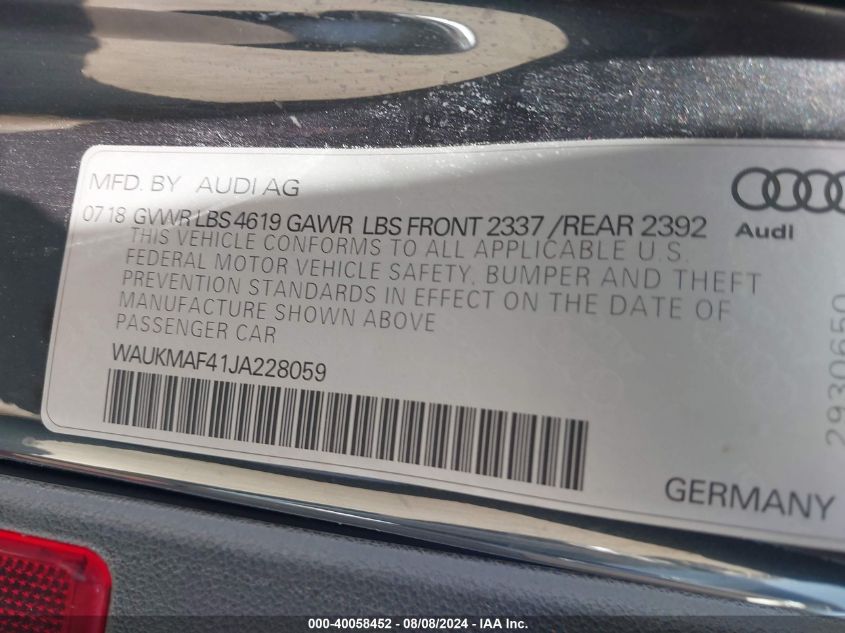 MFD. BY AUDI AG
07 18 GVWR LBS 4619 GAWR LBS FRONT 2337 /REAR 2392
THIS VEHICLE CONFORMS TO ALL APPLICABLE U.S.
FEDERAL MOTOR VEHICLE SAFETY, BUMPER AND THEFT
PREVENTION STANDARDS IN EFFECT ON THE DATE OF
MANUFACTURE SHOWN ABOVE
PASSENGER CAR
WAUKMAF41JA228059
Audi
2930650
GERMANY
000-40058452 - 08/08/2024 - IAA Inc.